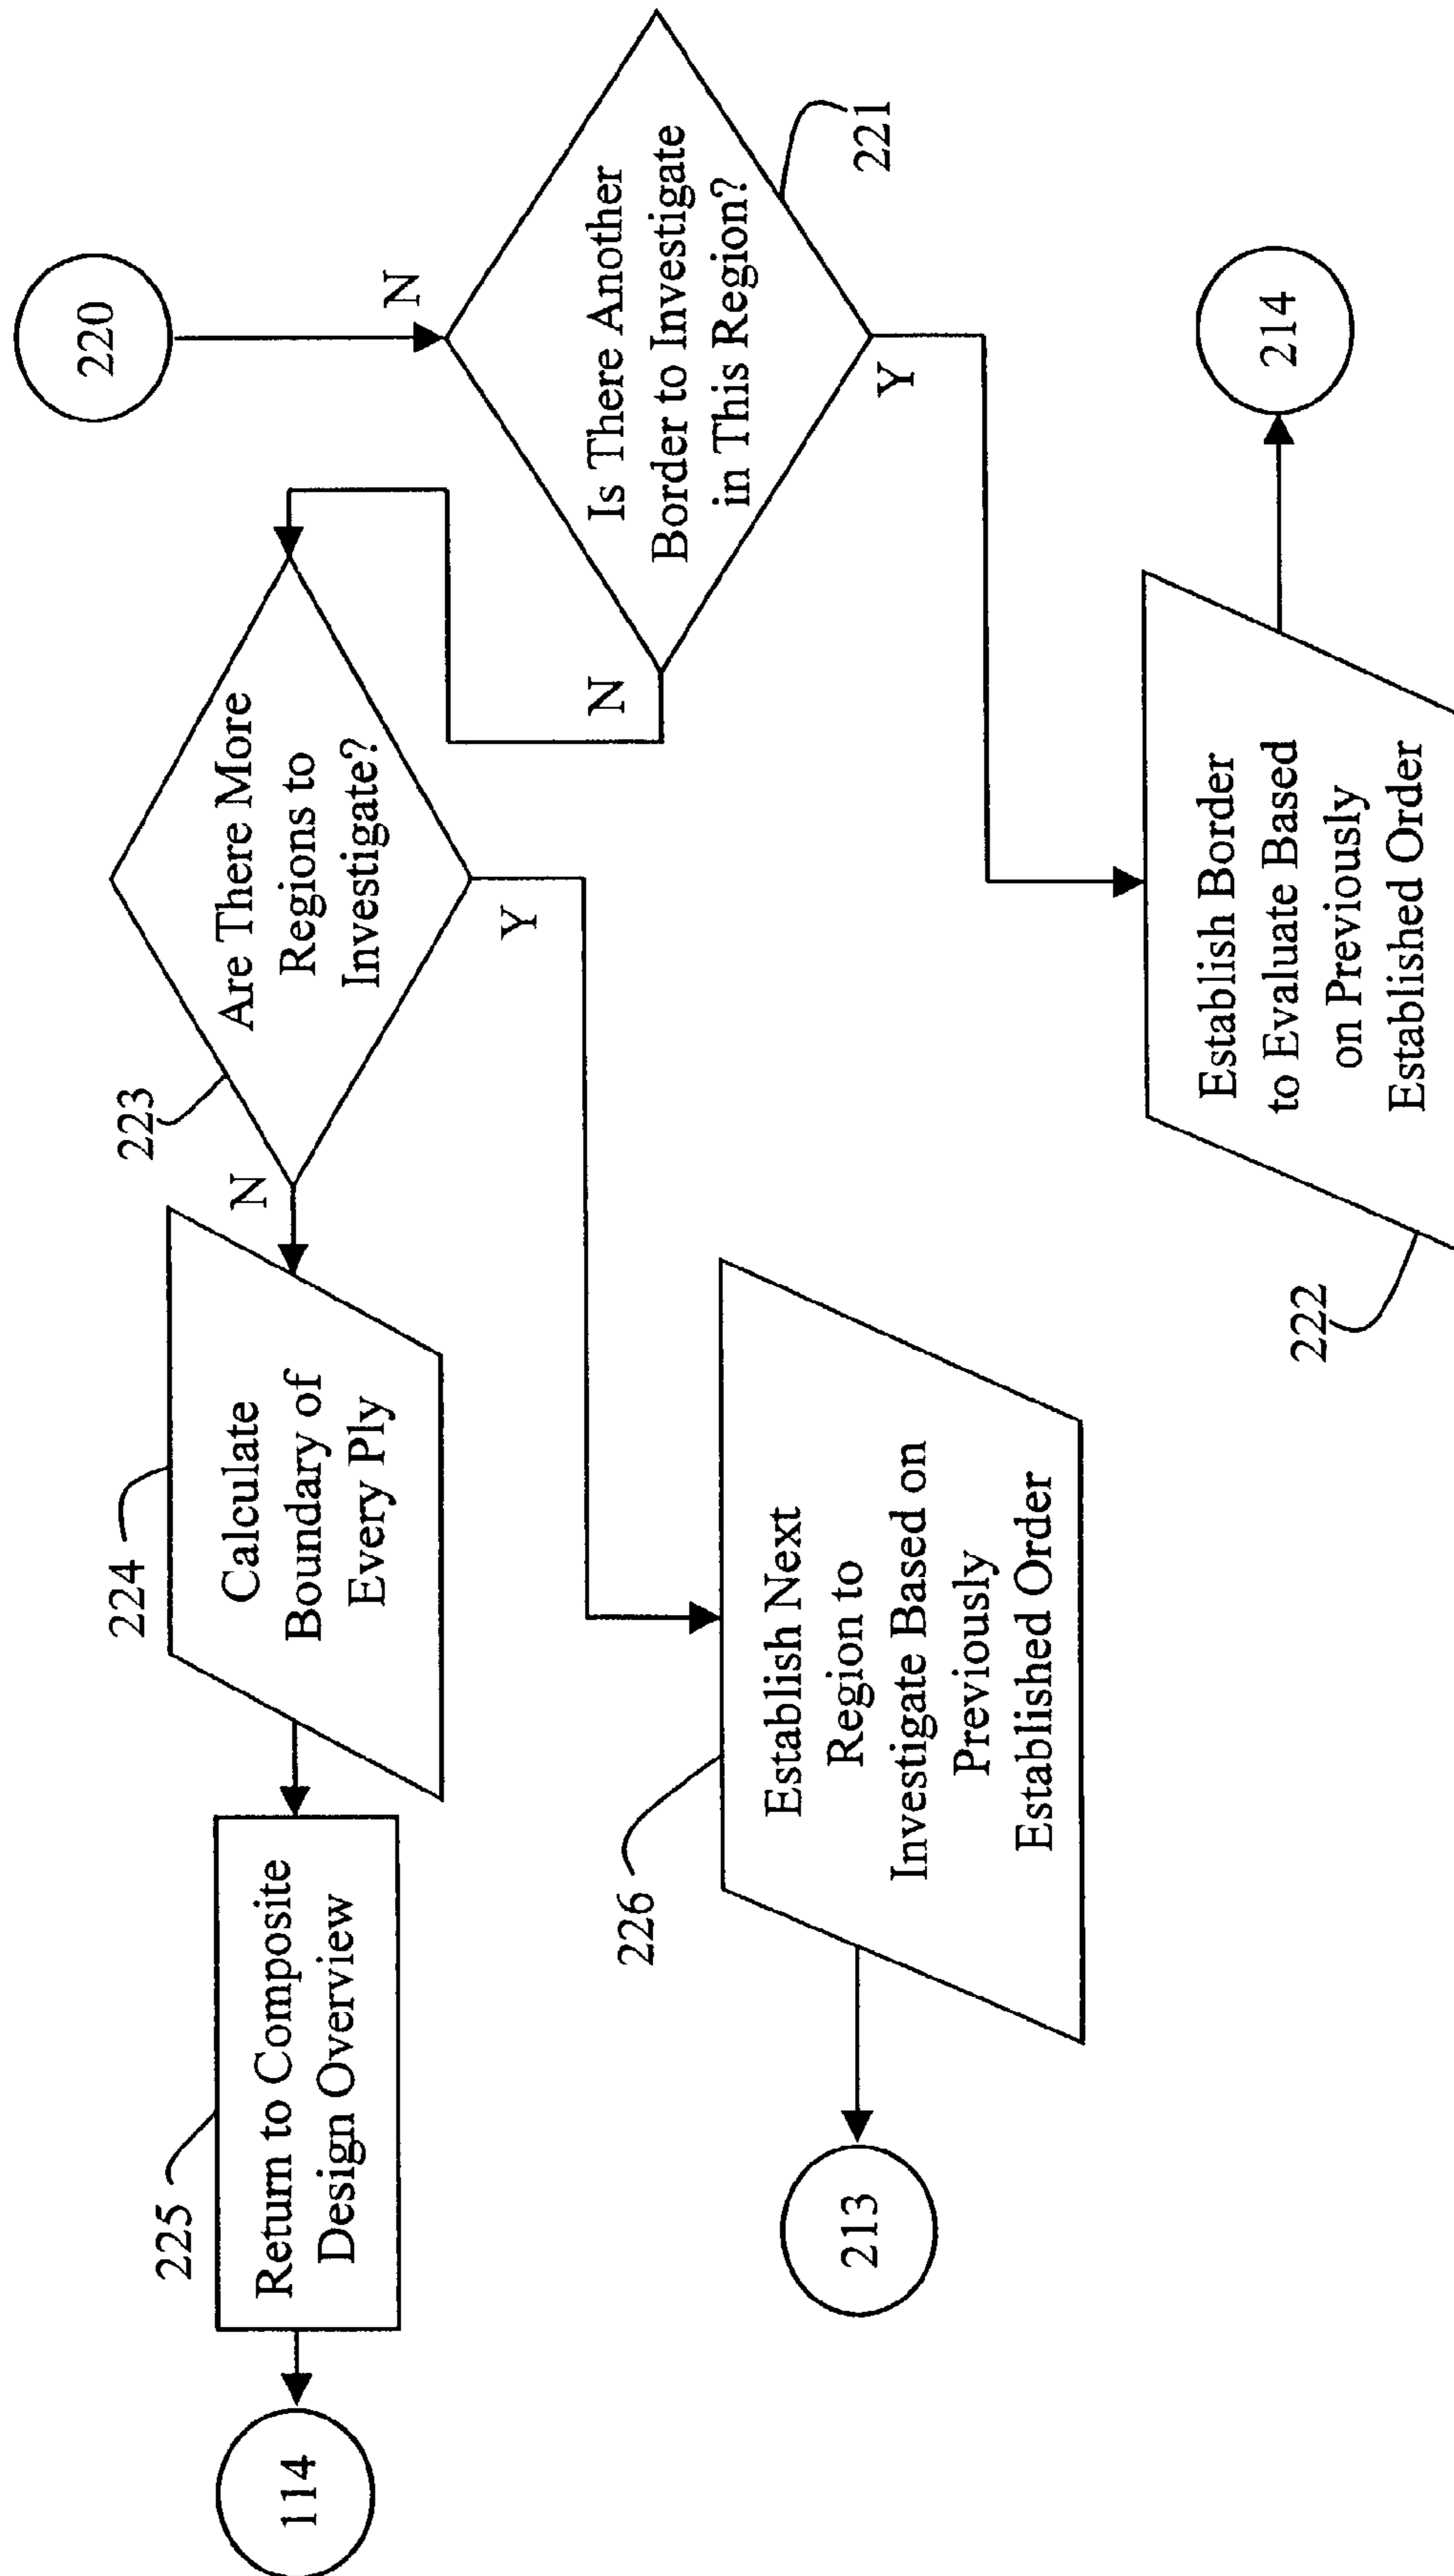 220
N
Is There Another
Border to Investigate
in This Region?
221
Y
N
Establish Border
to Evaluate Based
on Previously
Established Order
222
214
Are There More
Regions to
Investigate?
223
Y
N
Establish Next
Region to
Investigate Based on
Previously
Established Order
226
213
Calculate
Boundary of
Every Ply
224
Return to Composite
Design Overview
225
114